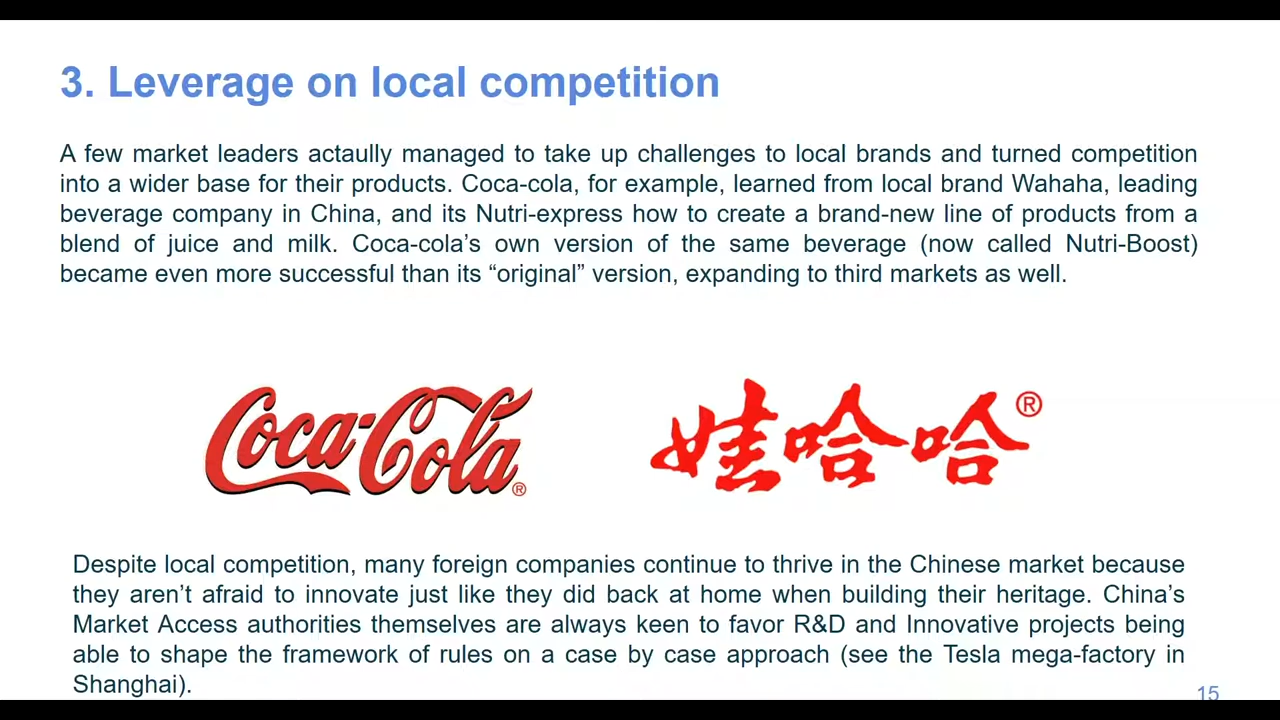 3. Leverage on local competition
A few market leaders actaully managed to take up challenges to local brands and turned competition
into a wider base for their products. Coca-cola, for example, learned from local brand Wahaha, leading
beverage company in China, and its Nutri-express how to create a brand-new line of products from a
blend of juice and milk. Coca-cola’s own version of the same beverage (now called Nutri-Boost)
became even more successful than its “original” version, expanding to third markets as well.
Coca-Cola®
娃哈哈®
Despite local competition, many foreign companies continue to thrive in the Chinese market because
they aren’t afraid to innovate just like they did back at home when building their heritage. China’s
Market Access authorities themselves are always keen to favor R&D and Innovative projects being
able to shape the framework of rules on a case by case approach (see the Tesla mega-factory in
Shanghai).
15